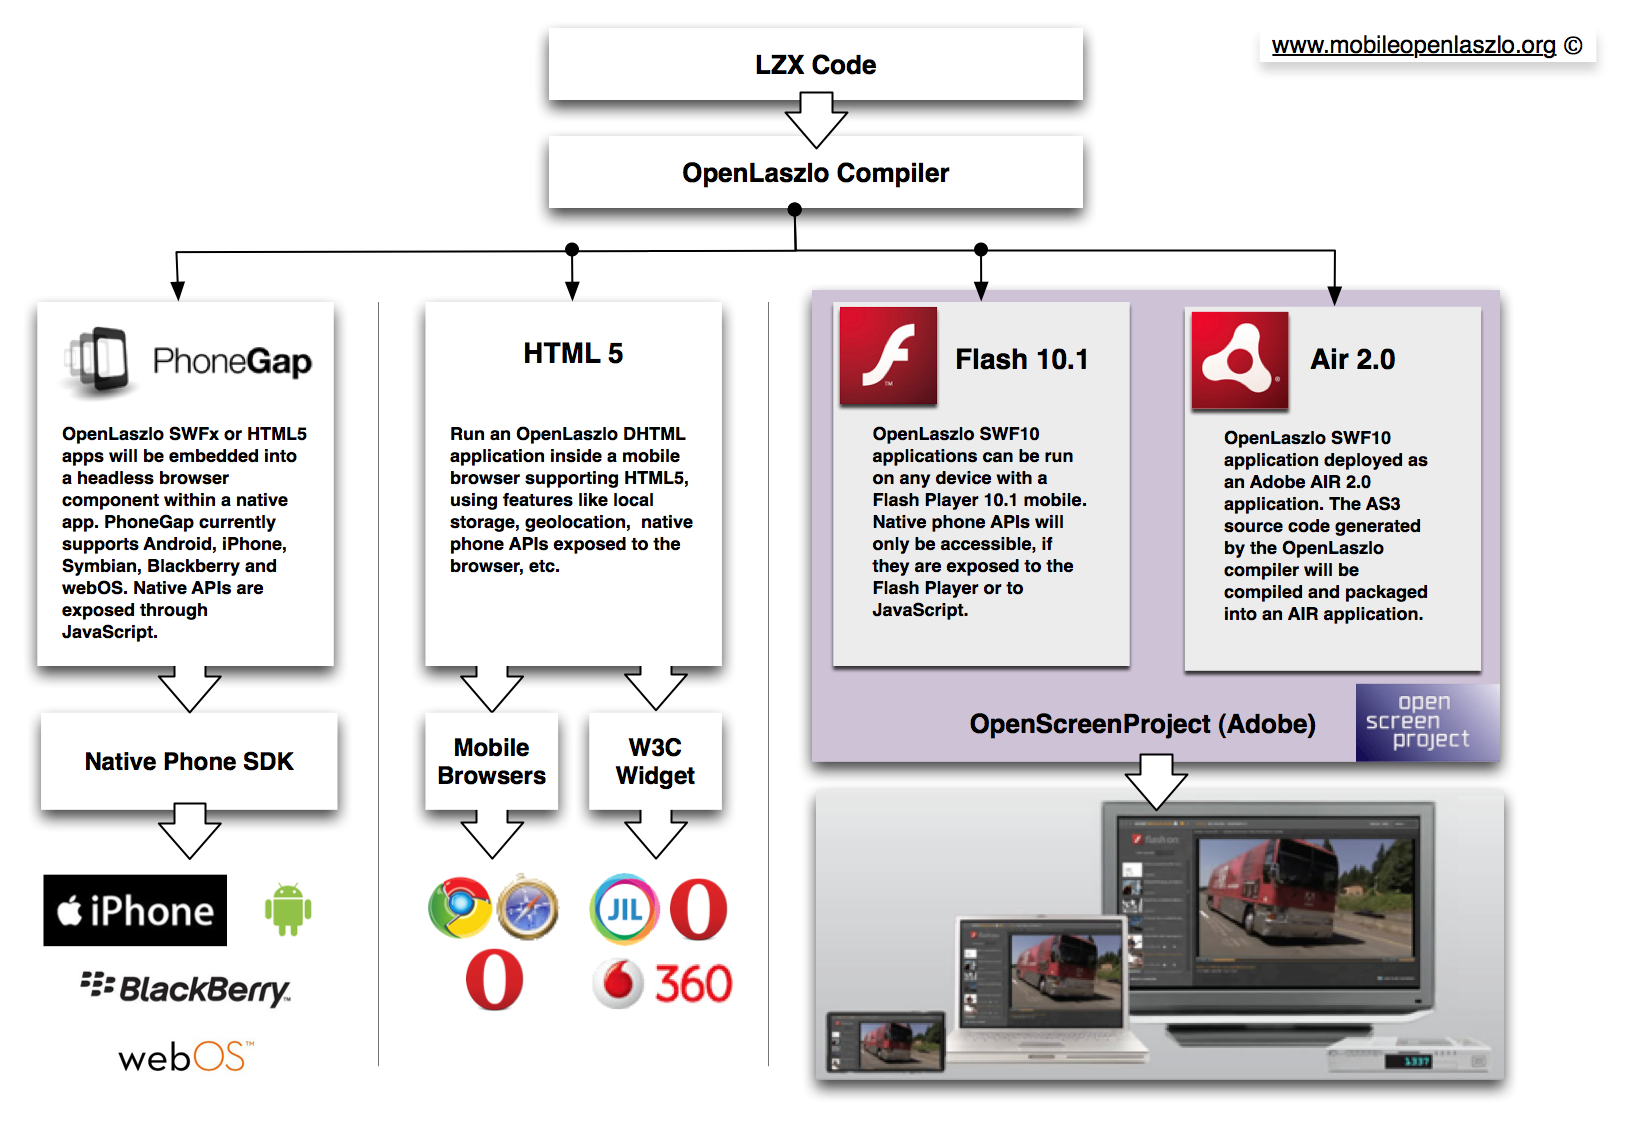 www.mobileopenlaszlo.org ©
LZX Code
OpenLaszlo Compiler
PhoneGap
OpenLaszlo SWFx or HTML5
apps will be embedded into
a headless browser
component within a native
app. PhoneGap currently
supports Android, iPhone,
Symbian, Blackberry and
webOS. Native APIs are
exposed through
JavaScript.
HTML 5
Run an OpenLaszlo DHTML
application inside a mobile
browser supporting HTML5,
using features like local
storage, geolocation, native
phone APIs exposed to the
browser, etc.
Flash 10.1
OpenLaszlo SWF10
applications can be run
on any device with a
Flash Player 10.1 mobile.
Native phone APIs will
only be accessible, if
they are exposed to the
Flash Player or to
JavaScript.
Air 2.0
OpenLaszlo SWF10
application deployed as
an Adobe AIR 2.0
application. The AS3
source code generated
by the OpenLaszlo
compiler will be
compiled and packaged
into an AIR application.
OpenScreenProject (Adobe)
open
screen
project
Native Phone SDK
Mobile
Browsers
W3C
Widget
iPhone
BlackBerry™
webOS™
JIL
360
flash on
1337